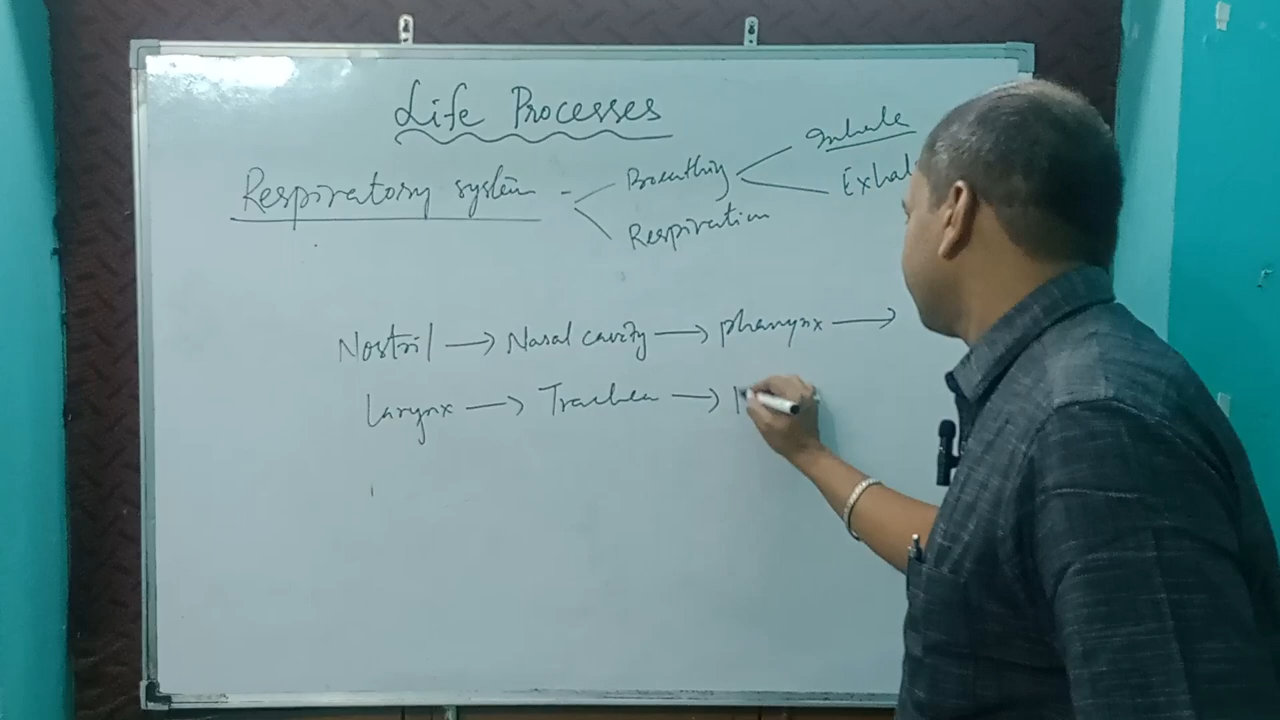 Life Processes
Inhale
Respiratory system - Breathing Exhal
Respiration
Nostril → Nasal cavity → pharynx →
Larynx → Trachea →